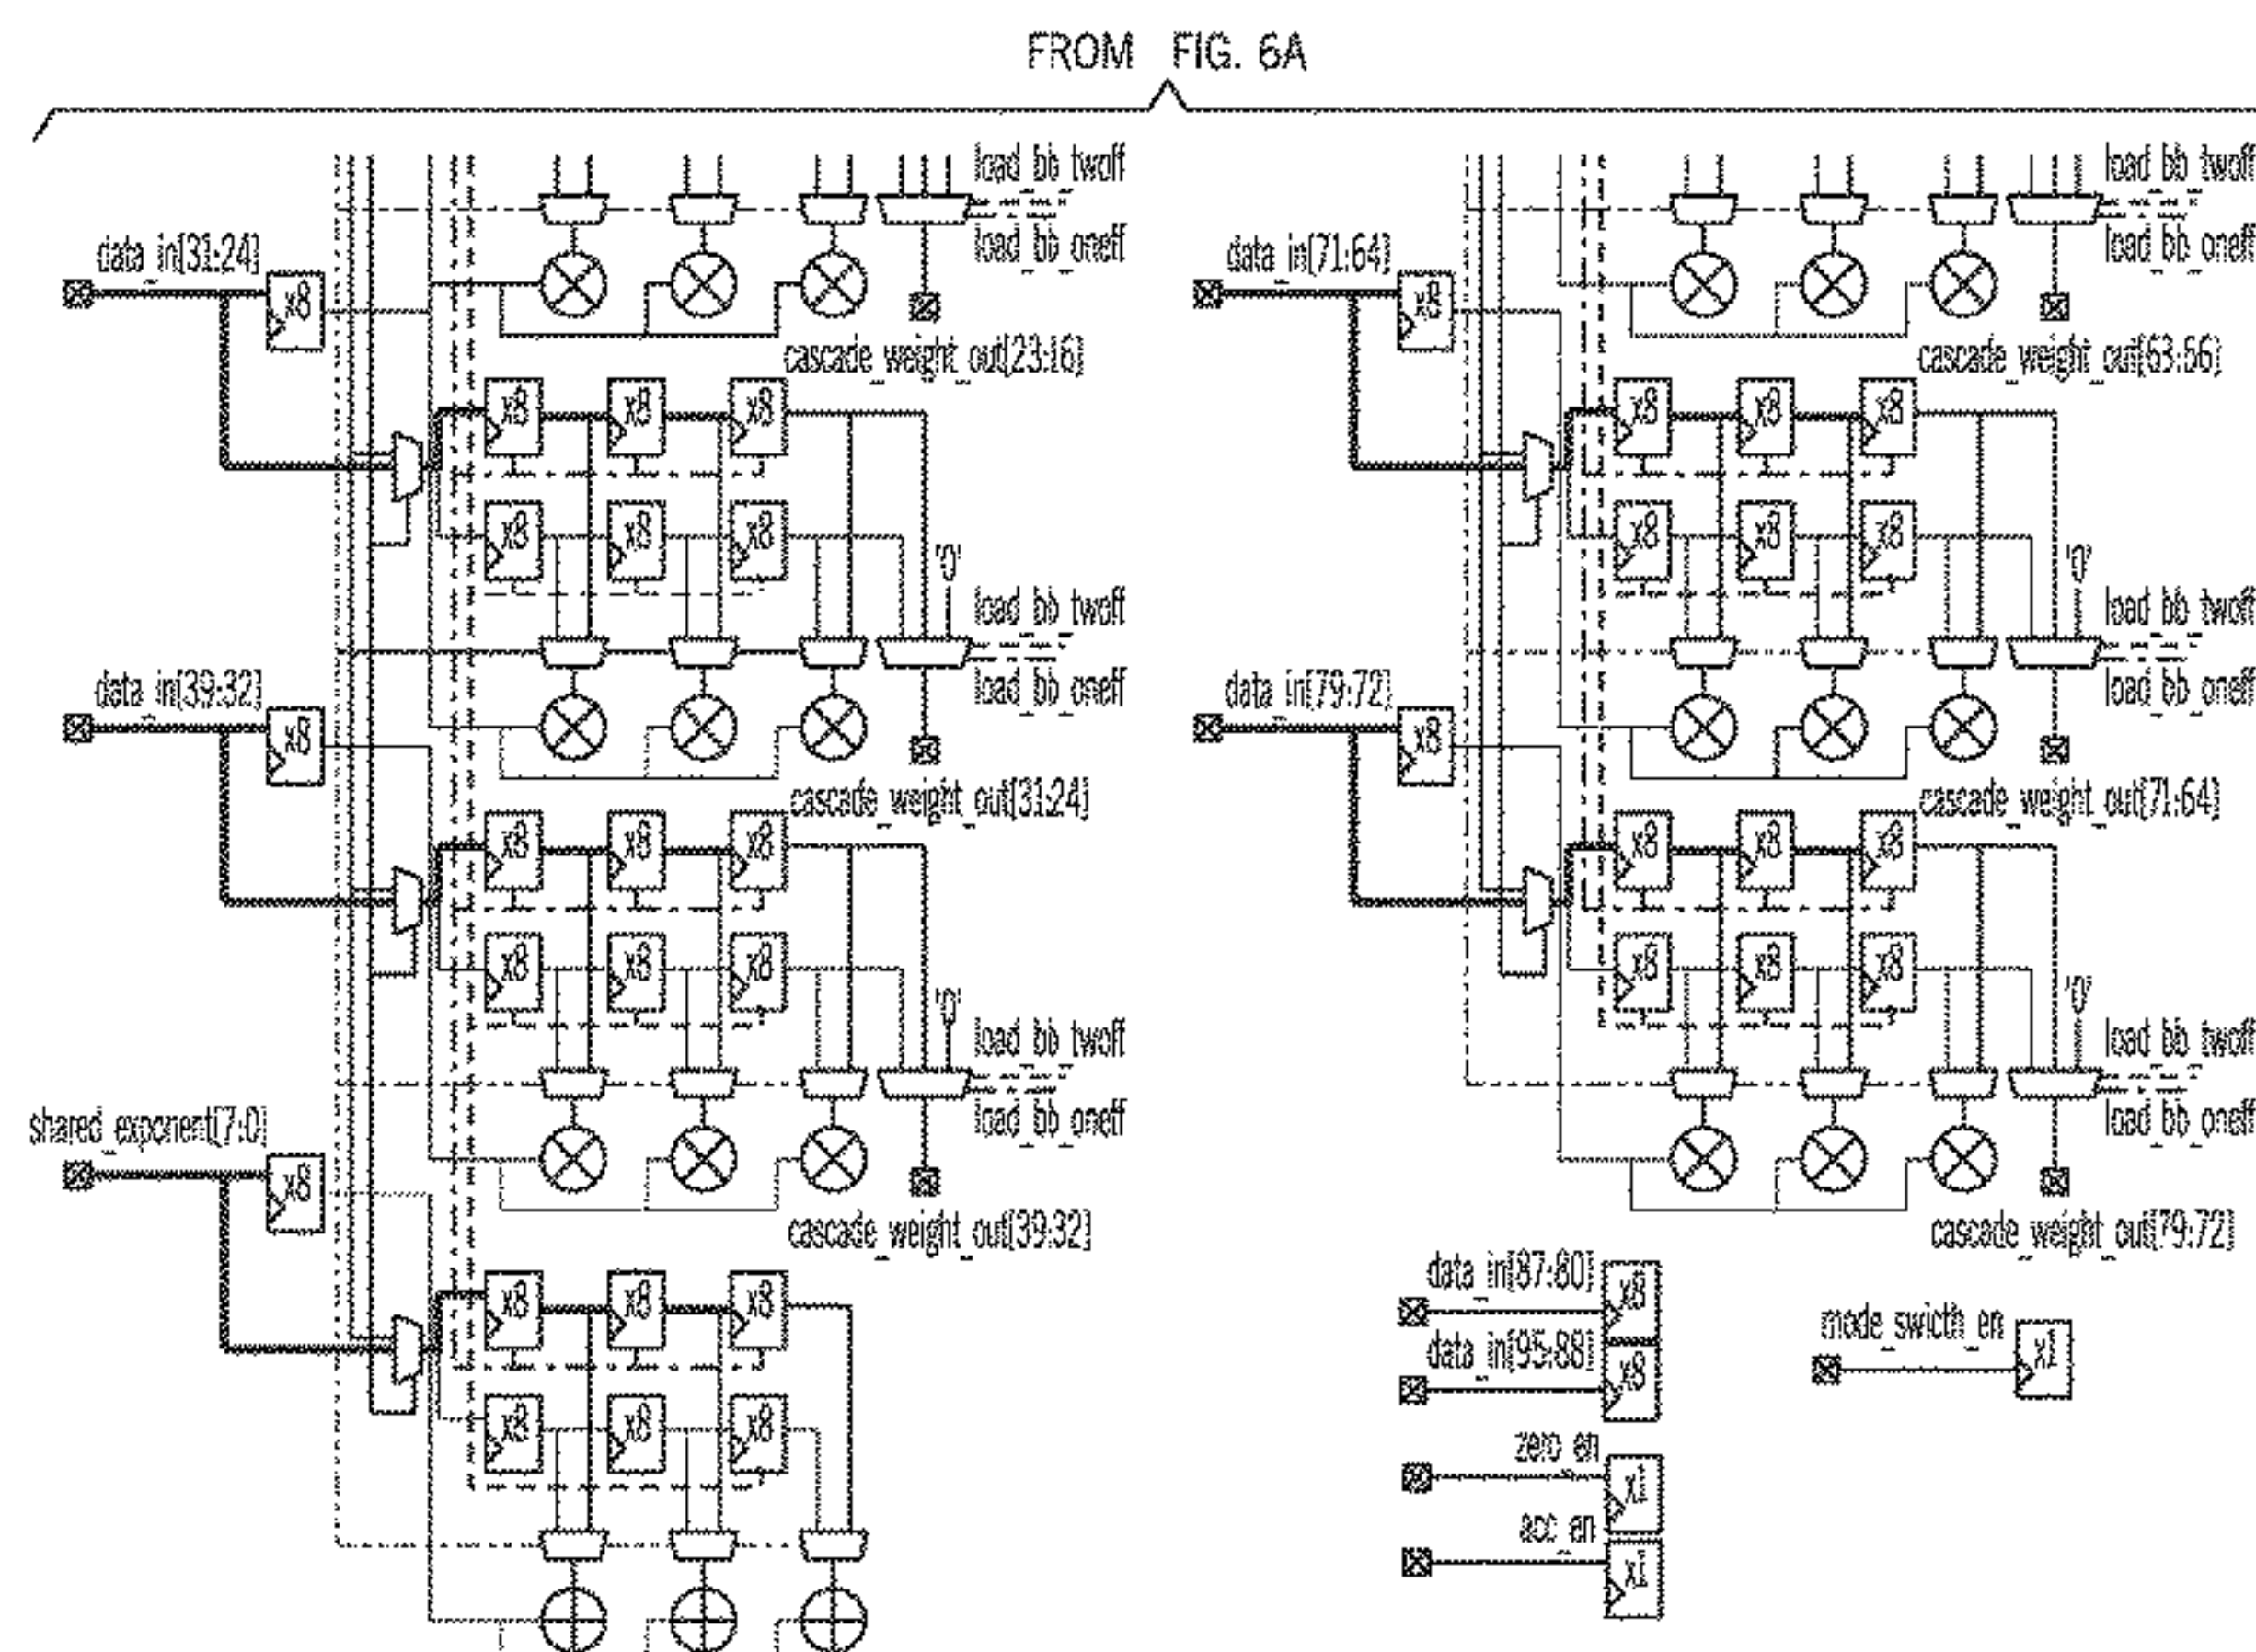 FROM FIG. 6A
load_bb_twoff
load_bb_oneff
data_in[31:24]
x8
cascade_weight_out[23:16]
x8 x8 x8
x8 x8 x8
'0'
load_bb_twoff
load_bb_oneff
data_in[39:32]
x8
cascade_weight_out[31:24]
x8 x8 x8
x8 x8 x8
'0'
load_bb_twoff
load_bb_oneff
shared_exponent[7:0]
x8
cascade_weight_out[39:32]
x8 x8 x8
x8 x8 x8
load_bb_twoff
load_bb_oneff
data_in[71:64]
x8
cascade_weight_out[63:56]
x8 x8 x8
x8 x8 x8
'0'
load_bb_twoff
load_bb_oneff
data_in[79:72]
x8
cascade_weight_out[71:64]
x8 x8 x8
x8 x8 x8
'0'
load_bb_twoff
load_bb_oneff
cascade_weight_out[79:72]
data_in[87:80]
x8
data_in[95:88]
x8
mode_swicth_en
x1
zero_en
x1
acc_en
x1